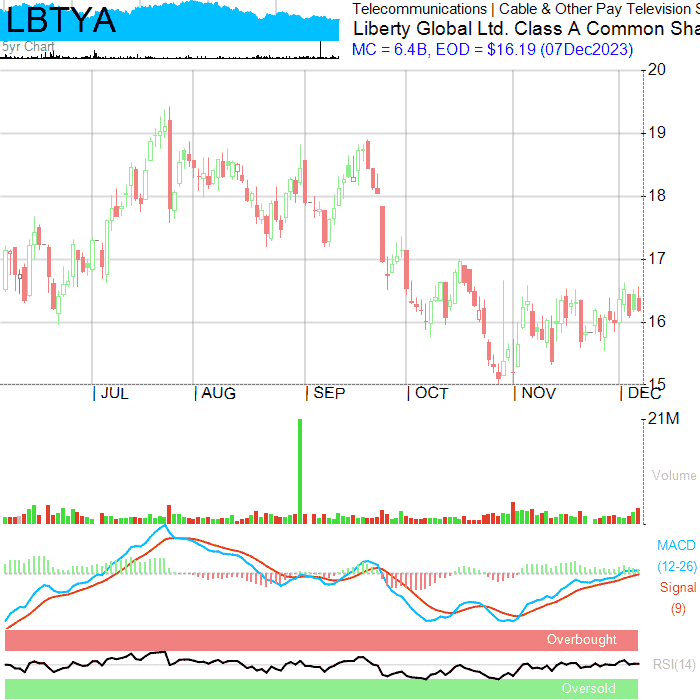 LBTYA
5yr Chart
Telecommunications | Cable & Other Pay Television S
Liberty Global Ltd. Class A Common Sha
MC = 6.4B, EOD = $16.19 (07Dec2023)
20
19
18
17
16
15
| JUL | AUG | SEP | OCT | NOV | DEC
21M
Volume
MACD
(12-26)
Signal
(9)
Overbought
RSI(14)
Oversold